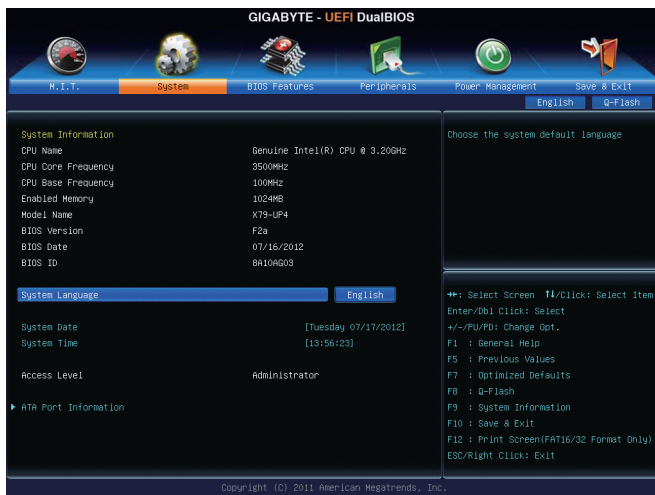 GIGABYTE - UEFI DualBIOS
M.I.T. System BIOS Features Peripherals Power Management Save & Exit
English Q-Flash
System Information
CPU Name Genuine Intel(R) CPU @ 3.20GHz
CPU Core Frequency 3500MHz
CPU Base Frequency 100MHz
Enabled Memory 1024MB
Model Name X79-UP4
BIOS Version F2a
BIOS Date 07/16/2012
BIOS ID 8A10AG03
System Language English
System Date [Tuesday 07/17/2012]
System Time [13:56:23]
Access Level Administrator
ATA Port Information
Choose the system default language
→←: Select Screen ↑↓/Click: Select Item
Enter/Dbl Click: Select
+/-/PU/PD: Change Opt.
F1 : General Help
F5 : Previous Values
F7 : Optimized Defaults
F8 : Q-Flash
F9 : System Information
F10 : Save & Exit
F12 : Print Screen(FAT16/32 Format Only)
ESC/Right Click: Exit
Copyright (C) 2011 American Megatrends, Inc.